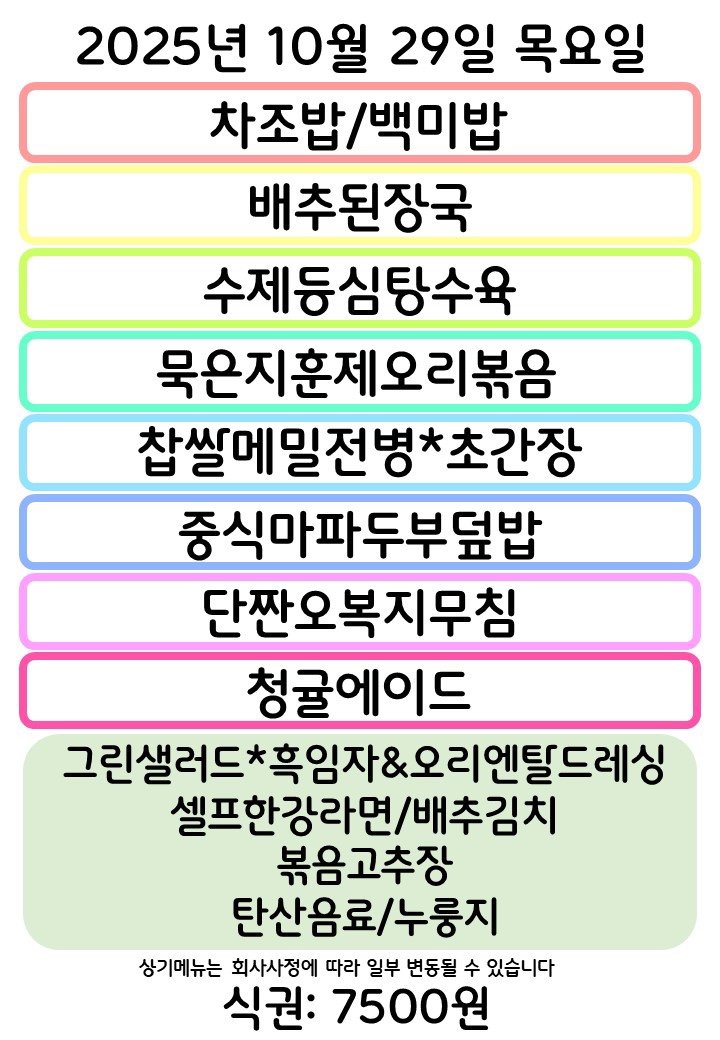 2025년 10월 29일 목요일
차조밥/백미밥
배추된장국
수제등심탕수육
묵은지훈제오리볶음
찹쌀메밀전병*초간장
중식마파두부덮밥
단짠오복지무침
청귤에이드
그린샐러드*흑임자&오리엔탈드레싱
셀프한강라면/배추김치
볶음고추장
탄산음료/누룽지
상기메뉴는 회사사정에 따라 일부 변동될 수 있습니다
식권: 7500원